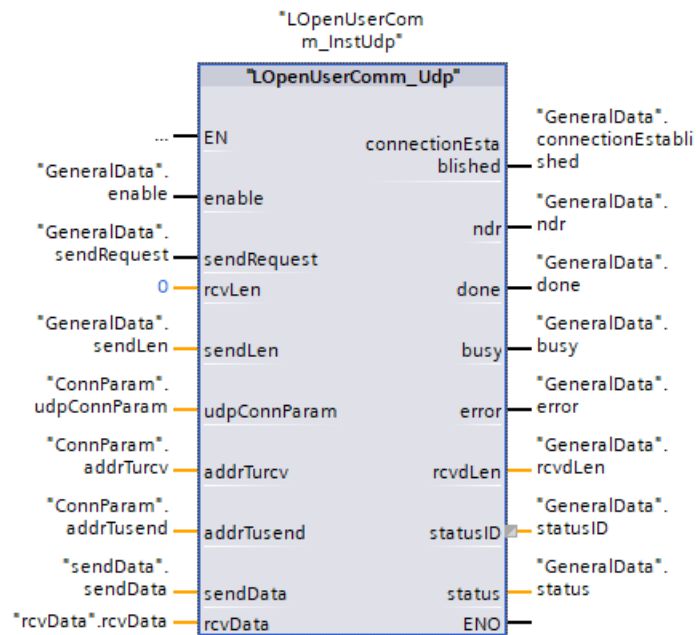 "LOpenUserCom
m_InstUdp"
"LOpenUserComm_Udp"
...
EN
"GeneralData".
enable
enable
"GeneralData".
sendRequest
sendRequest
0
rcvLen
"GeneralData".
sendLen
sendLen
"ConnParam".
udpConnParam
udpConnParam
"ConnParam".
addrTurcv
addrTurcv
"ConnParam".
addrTusend
addrTusend
"sendData".
sendData
sendData
"rcvData".rcvData
rcvData
connectionEsta
blished
"GeneralData".
connectionEstabli
shed
ndr
"GeneralData".
ndr
done
"GeneralData".
done
busy
"GeneralData".
busy
error
"GeneralData".
error
rcvdLen
"GeneralData".
rcvdLen
statusID
"GeneralData".
statusID
status
"GeneralData".
status
ENO